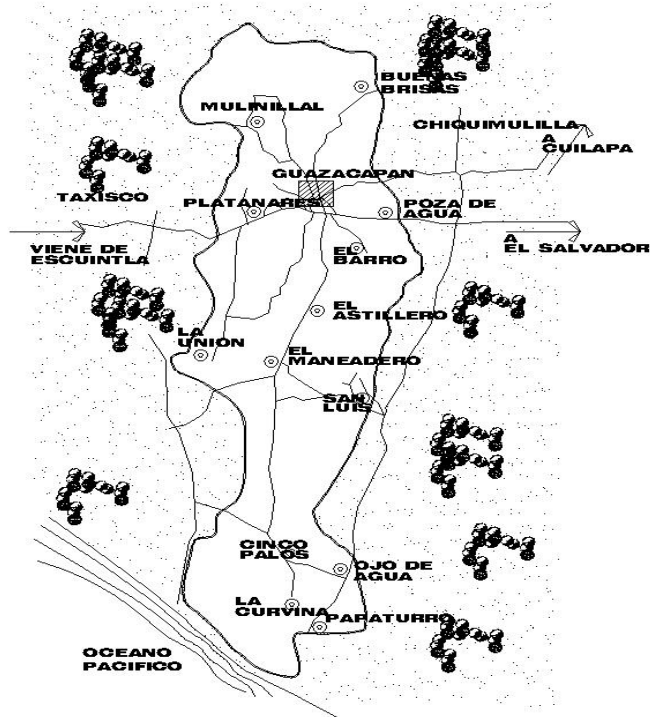 BUENAS
BRISAS
MULINILLAL
CHIQUIMULILLA
A
CUILAPA
GUAZACAPAN
TAXISCO
PLATANARES
POZA DE
AGUA
VIENE DE
ESCUINTLA
A
EL SALVADOR
EL
BARRO
EL
ASTILLERO
LA
UNION
EL
MANEADERO
SAN
LUIS
CINCO
PALOS
OJO DE
AGUA
LA
CURVINA
PAPATURRO
OCEANO
PACIFICO